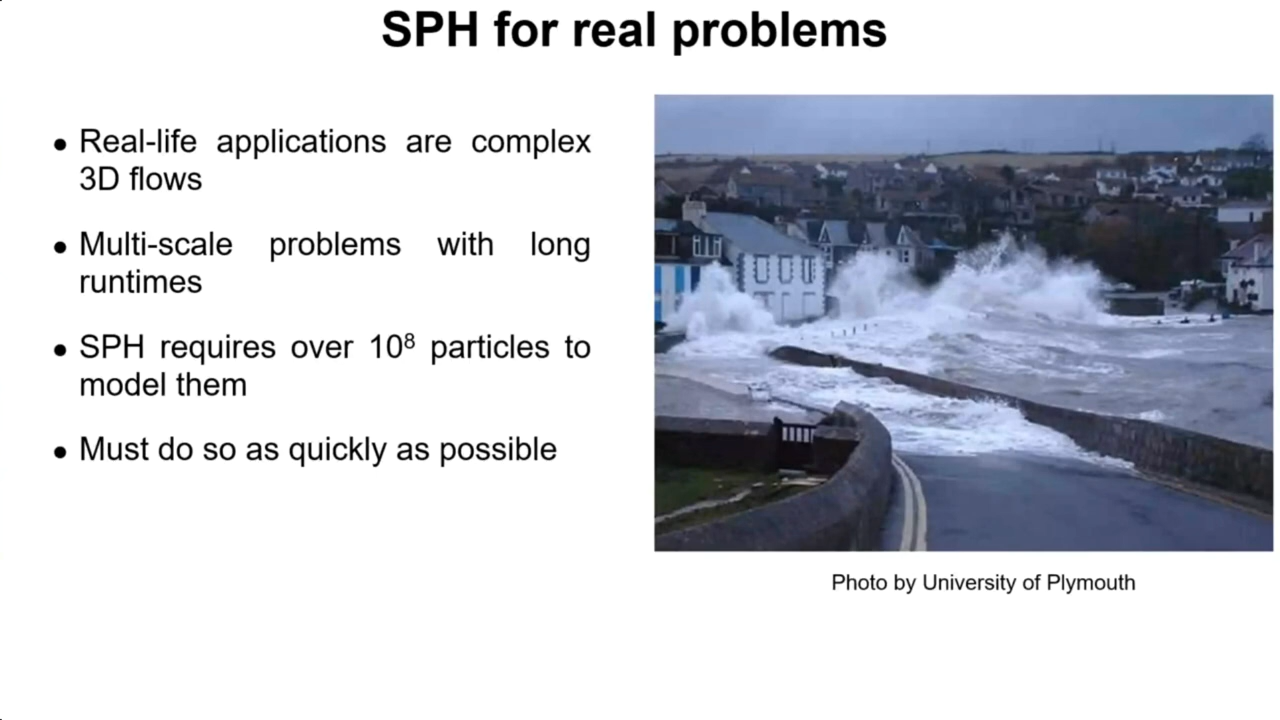 SPH for real problems
• Real-life applications are complex
3D flows
• Multi-scale problems with long
runtimes
• SPH requires over 10⁸ particles to
model them
• Must do so as quickly as possible
Photo by University of Plymouth